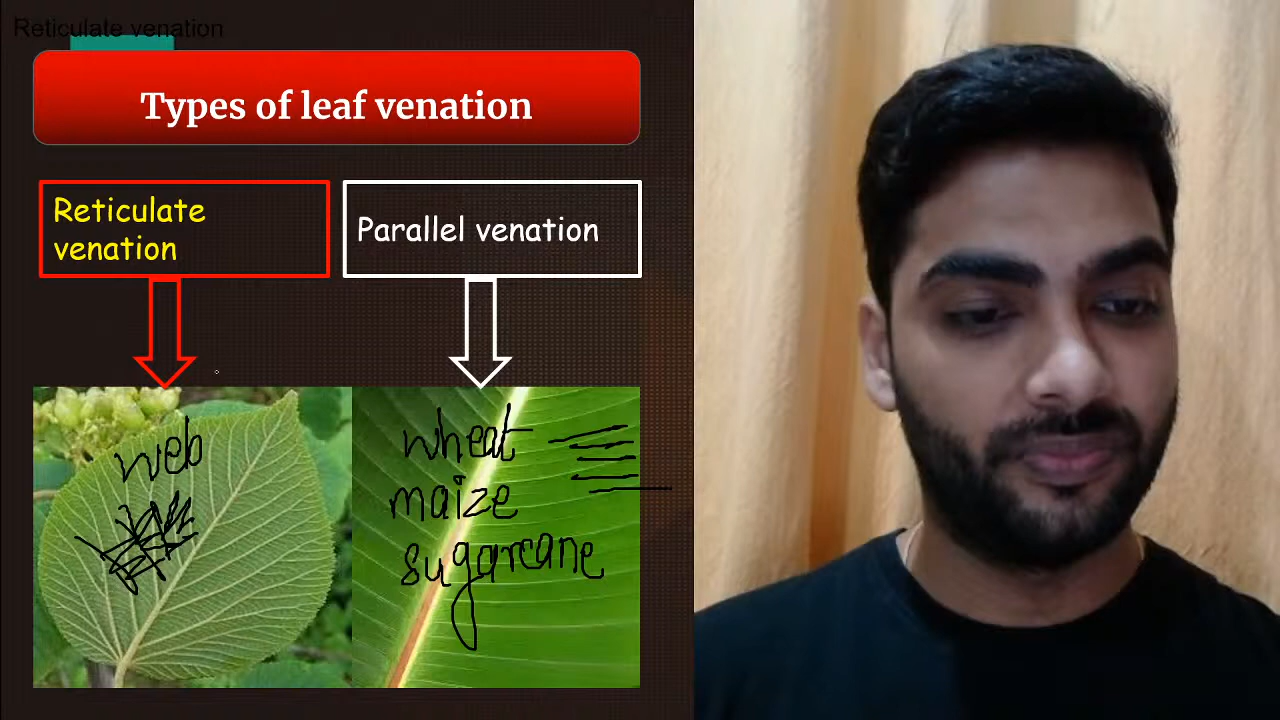 Reticulate venation
Types of leaf venation
Reticulate
venation
Parallel venation
web
wheat
maize
sugarcane